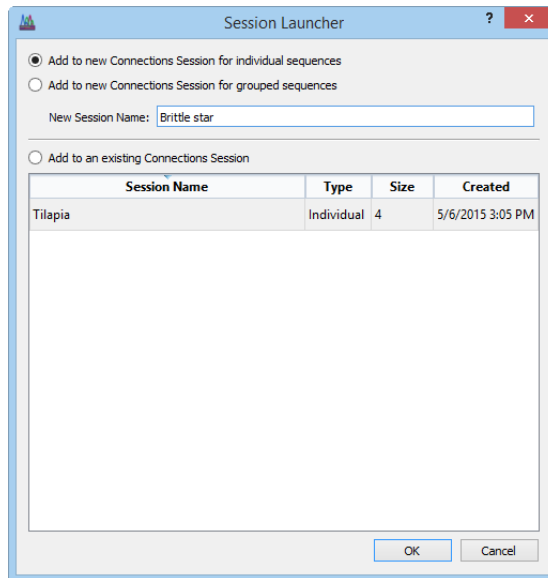 Session Launcher
Add to new Connections Session for individual sequences
Add to new Connections Session for grouped sequences
New Session Name: Brittle star
Add to an existing Connections Session
Session Name Type Size Created
Tilapia Individual 4 5/6/2015 3:05 PM
OK Cancel